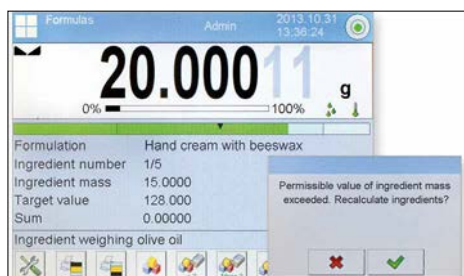 Formulas Admin 2013.10.31
13:36:24
20.00011 g
0% 100%
Formulation Hand cream with beeswax
Ingredient number 1/5
Ingredient mass 15.0000
Target value 128.000
Sum 0.00000
Ingredient weighing olive oil
Permissible value of ingredient mass
exceeded. Recalculate ingredients?